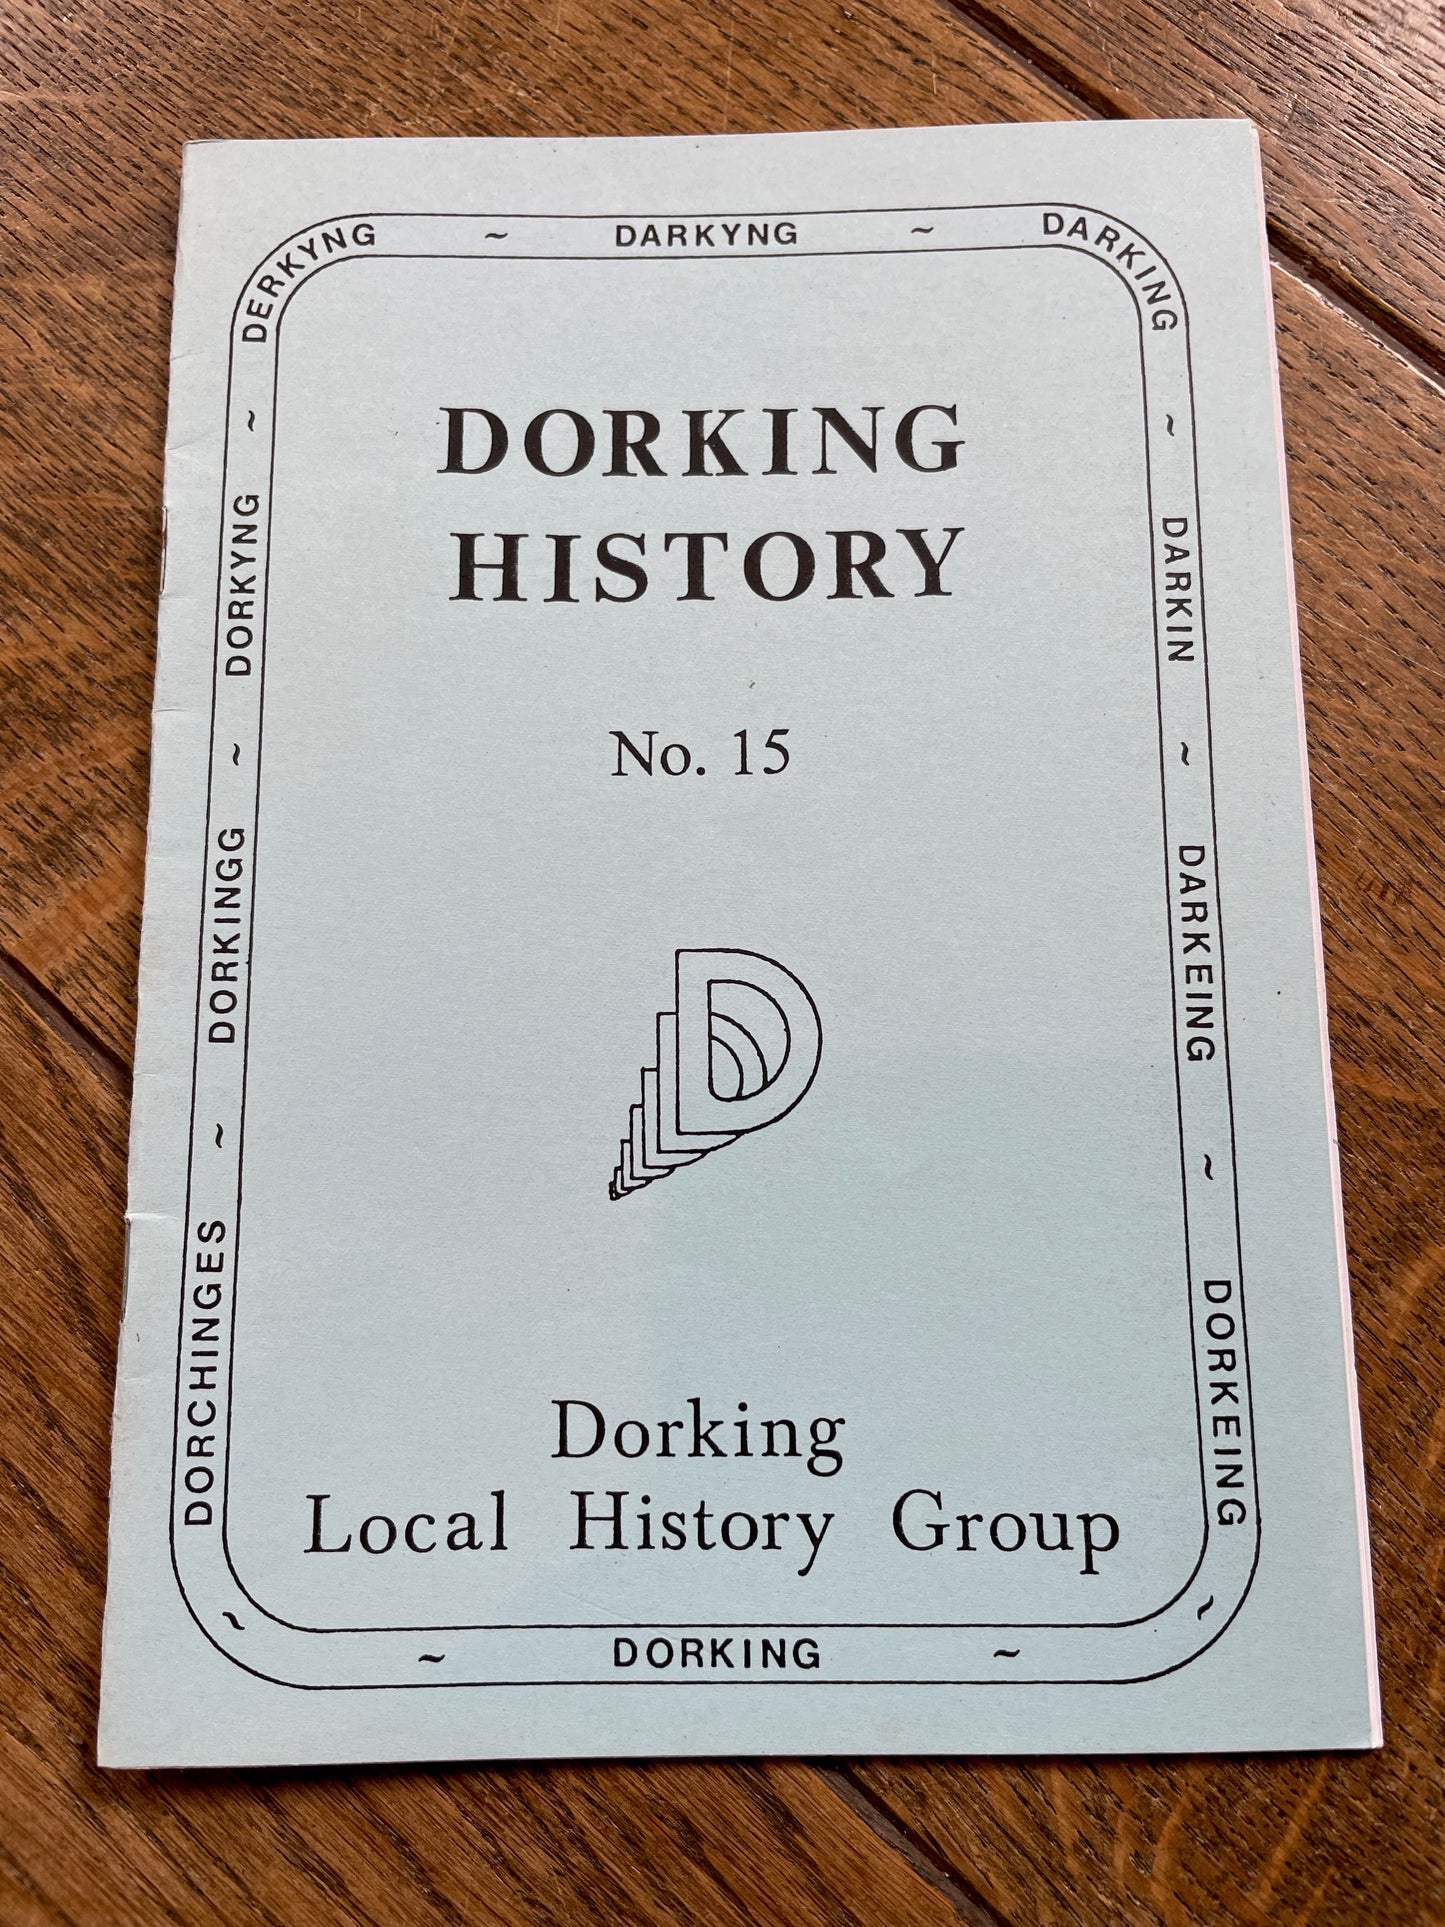 DERKYNG ~ DARKYNG ~ DARKING
~ DARKIN ~ DARKEING ~ DORKEING ~
DORCHINGES ~ DORKINGG ~ DORKYNG ~
DORKING
HISTORY
No. 15
D
Dorking
Local History Group
~ DORKING ~
~